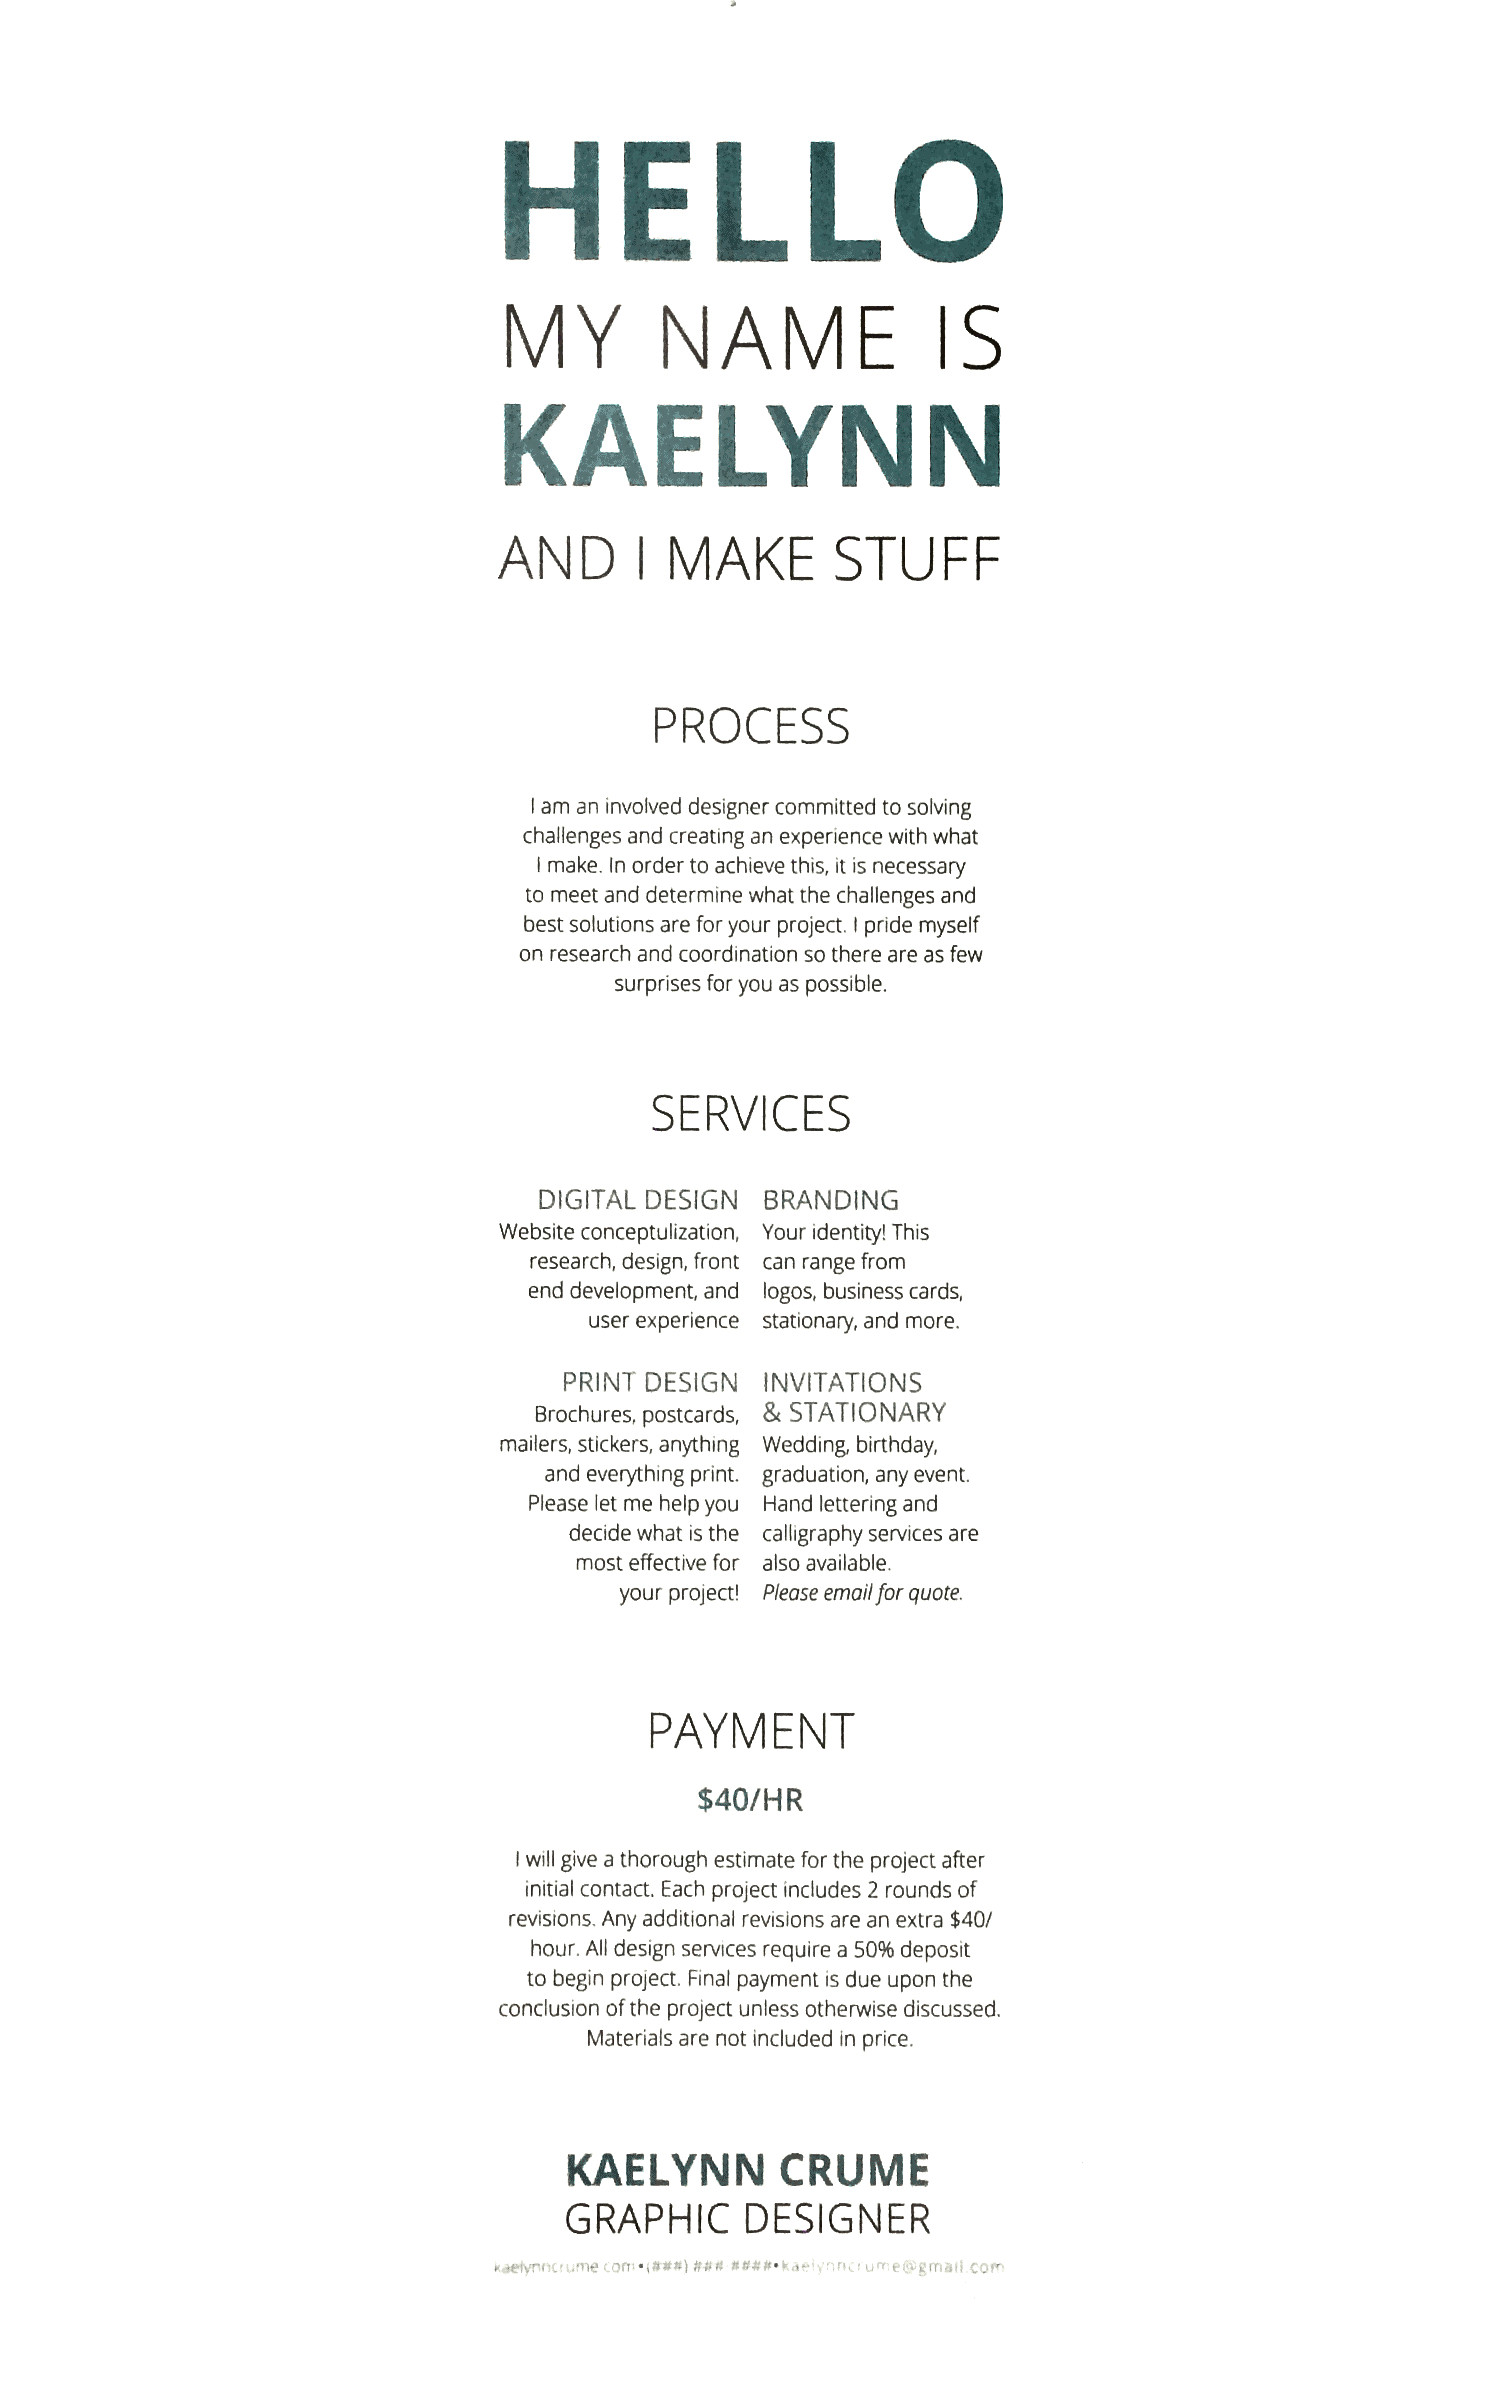 HELLO
MY NAME IS
KAELYNN
AND I MAKE STUFF
PROCESS
I am an involved designer committed to solving
challenges and creating an experience with what
I make. In order to achieve this, it is necessary
to meet and determine what the challenges and
best solutions are for your project. I pride myself
on research and coordination so there are as few
surprises for you as possible.
SERVICES
DIGITAL DESIGN
Website conceptulization,
research, design, front
end development, and
user experience
BRANDING
Your identity! This
can range from
logos, business cards,
stationary, and more.
PRINT DESIGN
Brochures, postcards,
mailers, stickers, anything
and everything print.
Please let me help you
decide what is the
most effective for
your project!
INVITATIONS
& STATIONARY
Wedding, birthday,
graduation, any event.
Hand lettering and
calligraphy services are
also available.
Please email for quote.
PAYMENT
$40/HR
I will give a thorough estimate for the project after
initial contact. Each project includes 2 rounds of
revisions. Any additional revisions are an extra $40/
hour. All design services require a 50% deposit
to begin project. Final payment is due upon the
conclusion of the project unless otherwise discussed.
Materials are not included in price.
KAELYNN CRUME
GRAPHIC DESIGNER
kaelynncrume.com•(###) ### ####•kaelynncrume@gmail.com